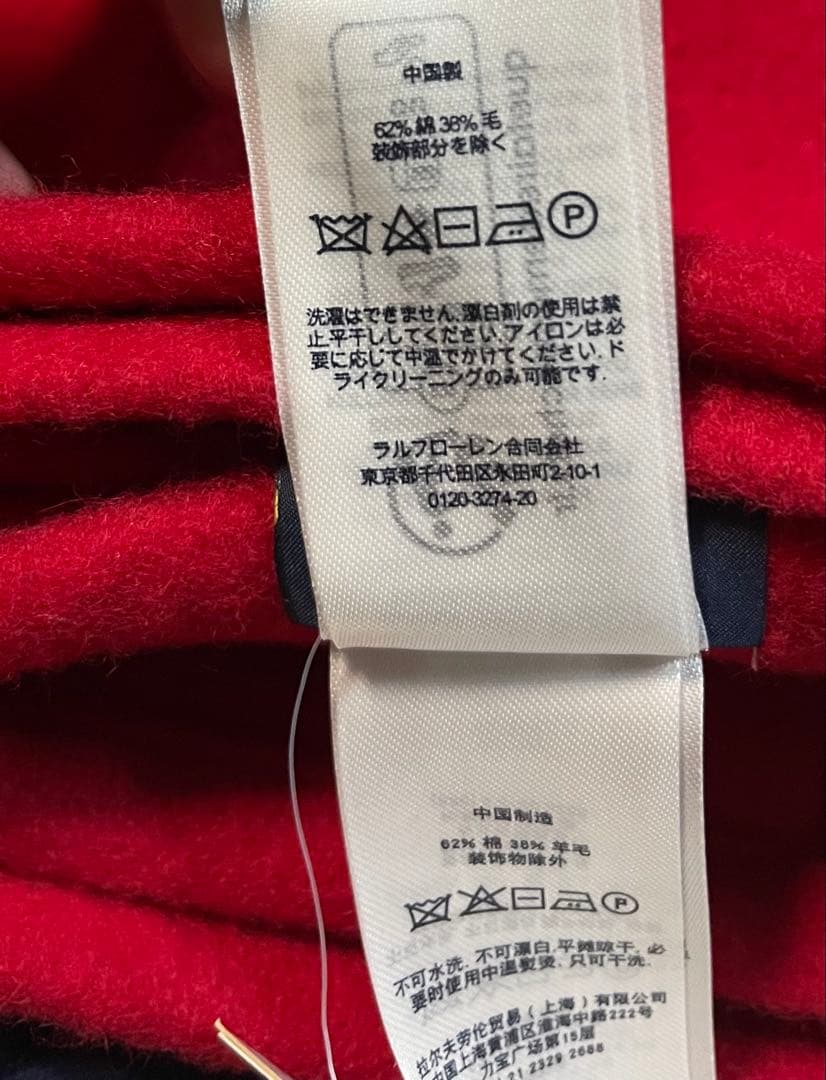 中国製
62% 綿 38% 毛
装飾部分を除く
P
洗濯はできません.漂白剤の使用は禁
止平干ししてください.アイロンは必
要に応じて中温でかけてください.ド
ライクリーニングのみ可能です.
ラルフローレン合同会社
東京都千代田区永田町2-10-1
0120-3274-20
中国制造
62% 棉 38% 羊毛
装饰物除外
P
不可水洗. 不可漂白.平摊晾干. 必
要时使用中温熨烫. 只可干洗.
拉尔夫劳伦贸易（上海）有限公司
中国上海黄浦区淮海中路222号
力宝广场第15层
21 2329 2688